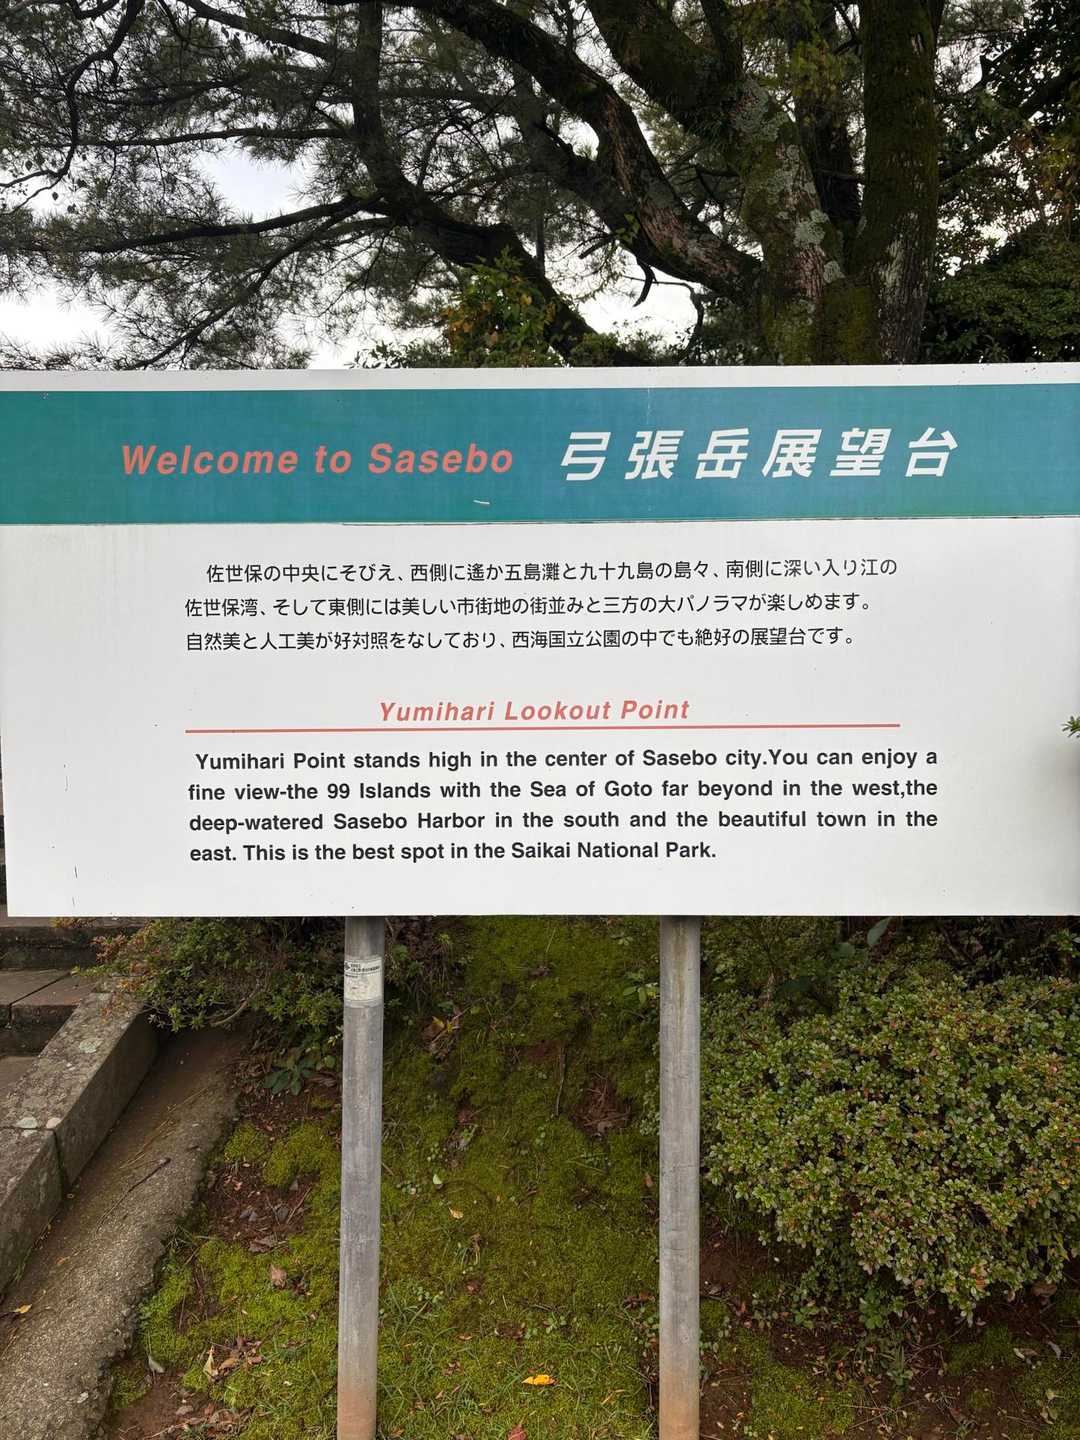 Welcome to Sasebo 弓張岳展望台
佐世保の中央にそびえ、西側に遙か五島灘と九十九島の島々、南側に深い入り江の
佐世保湾、そして東側には美しい市街地の街並みと三方の大パノラマが楽しめます。
自然美と人工美が好対照をなしており、西海国立公園の中でも絶好の展望台です。
Yumihari Lookout Point
Yumihari Point stands high in the center of Sasebo city.You can enjoy a
fine view-the 99 Islands with the Sea of Goto far beyond in the west,the
deep-watered Sasebo Harbor in the south and the beautiful town in the
east. This is the best spot in the Saikai National Park.